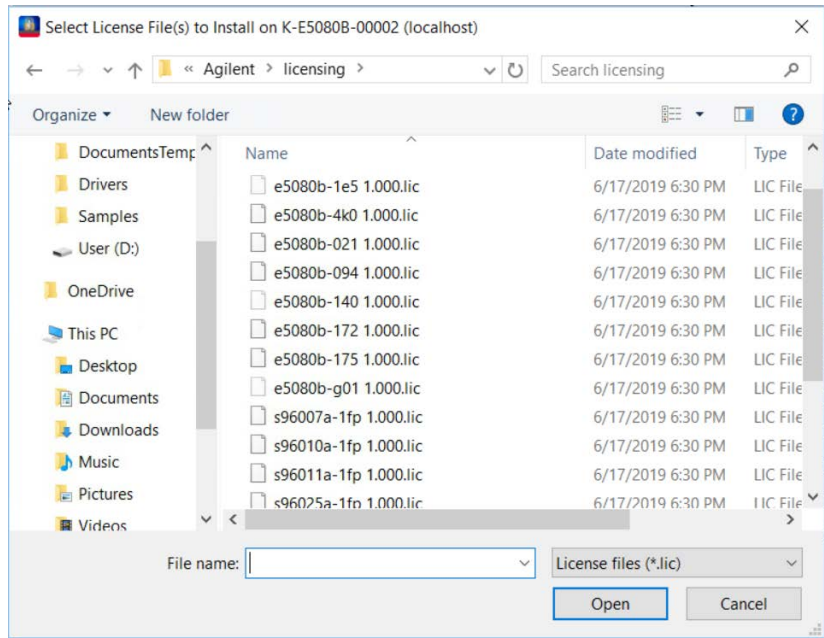 Select License File(s) to Install on K-E5080B-00002 (localhost)
« Agilent > licensing >
Search licensing
Organize
New folder
?
DocumentsTemp
Drivers
Samples
User (D:)
OneDrive
This PC
Desktop
Documents
Downloads
Music
Pictures
Videos
Name Date modified Type
e5080b-1e5 1.000.lic 6/17/2019 6:30 PM LIC File
e5080b-4k0 1.000.lic 6/17/2019 6:30 PM LIC File
e5080b-021 1.000.lic 6/17/2019 6:30 PM LIC File
e5080b-094 1.000.lic 6/17/2019 6:30 PM LIC File
e5080b-140 1.000.lic 6/17/2019 6:30 PM LIC File
e5080b-172 1.000.lic 6/17/2019 6:30 PM LIC File
e5080b-175 1.000.lic 6/17/2019 6:30 PM LIC File
e5080b-g01 1.000.lic 6/17/2019 6:30 PM LIC File
s96007a-1fp 1.000.lic 6/17/2019 6:30 PM LIC File
s96010a-1fp 1.000.lic 6/17/2019 6:30 PM LIC File
s96011a-1fp 1.000.lic 6/17/2019 6:30 PM LIC File
s96025a-1fp 1.000.lic 6/17/2019 6:30 PM LIC File
File name:
License files (*.lic)
Open
Cancel